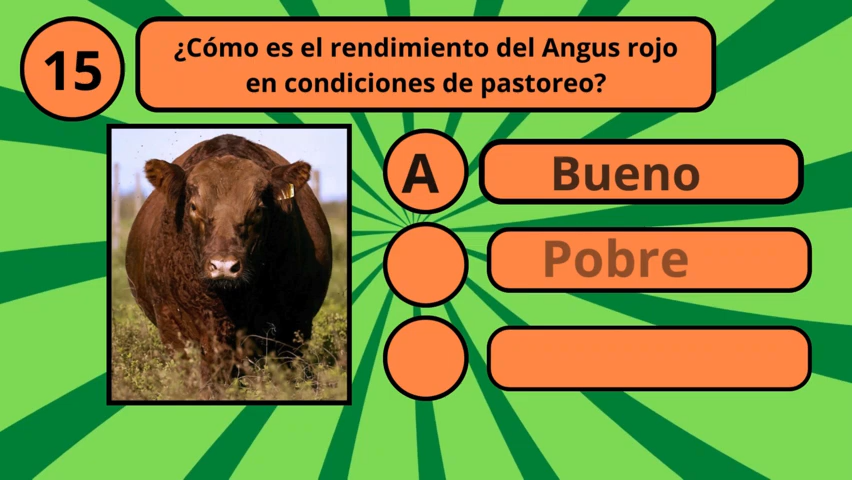 15
¿Cómo es el rendimiento del Angus rojo
en condiciones de pastoreo?
A
Bueno
Pobre